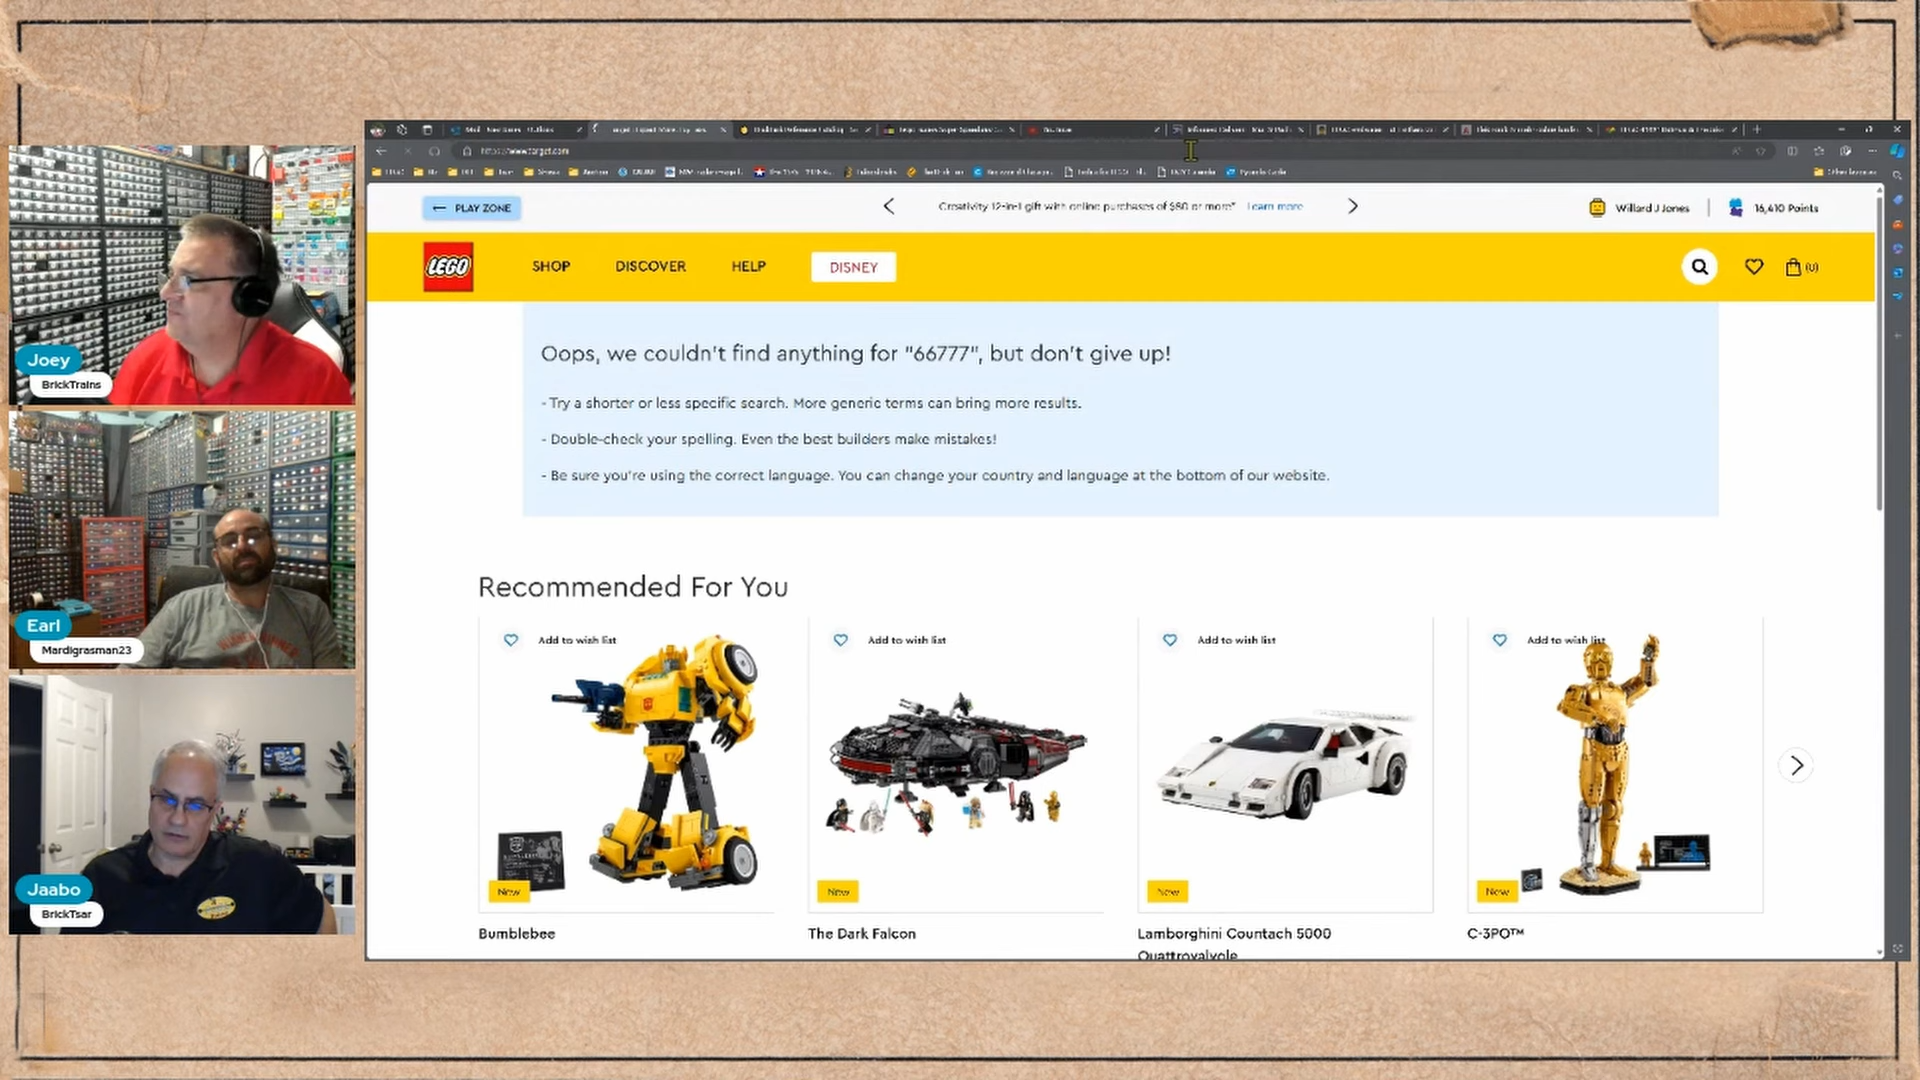 https://www.target.com
PLAY ZONE
Creativity 12-in-1 gift with online purchases of $80 or more* Learn more
Willard J Jones
16,410 Points
LEGO
SHOP
DISCOVER
HELP
DISNEY
(0)
Oops, we couldn't find anything for "66777", but don't give up!
- Try a shorter or less specific search. More generic terms can bring more results.
- Double-check your spelling. Even the best builders make mistakes!
- Be sure you're using the correct language. You can change your country and language at the bottom of our website.
Recommended For You
Add to wish list
Add to wish list
Add to wish list
Add to wish list
New
New
New
New
Bumblebee
The Dark Falcon
Lamborghini Countach 5000
Quattrovalvole
C-3PO™
Joey
BrickTrains
Earl
Mardigrasman23
Jaabo
BrickTsar